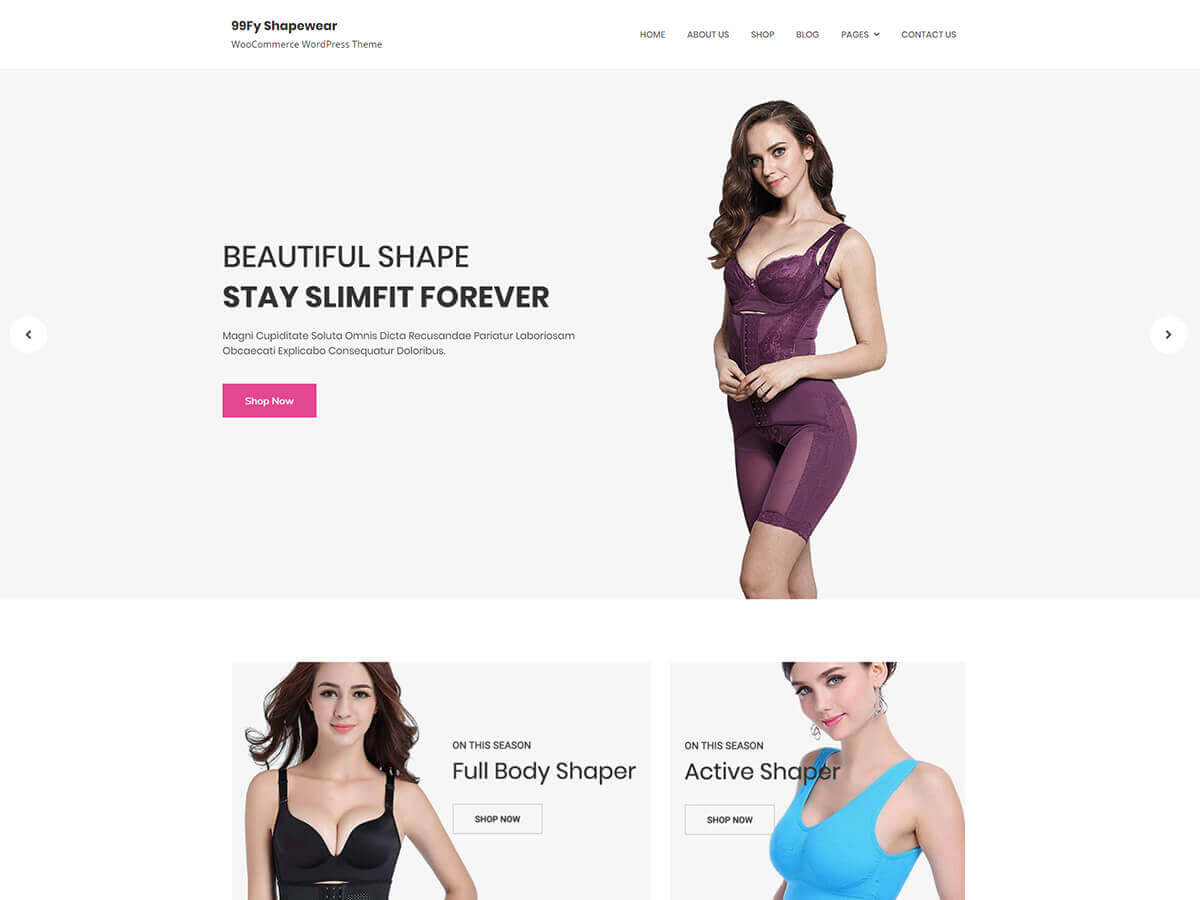 99Fy Shapewear
WooCommerce WordPress Theme
HOME ABOUT US SHOP BLOG PAGES CONTACT US
BEAUTIFUL SHAPE
STAY SLIMFIT FOREVER
Magni Cupiditate Soluta Omnis Dicta Recusandae Pariatur Laboriosam
Obcaecati Explicabo Consequatur Doloribus.
Shop Now
ON THIS SEASON
Full Body Shaper
SHOP NOW
ON THIS SEASON
Active Shaper
SHOP NOW